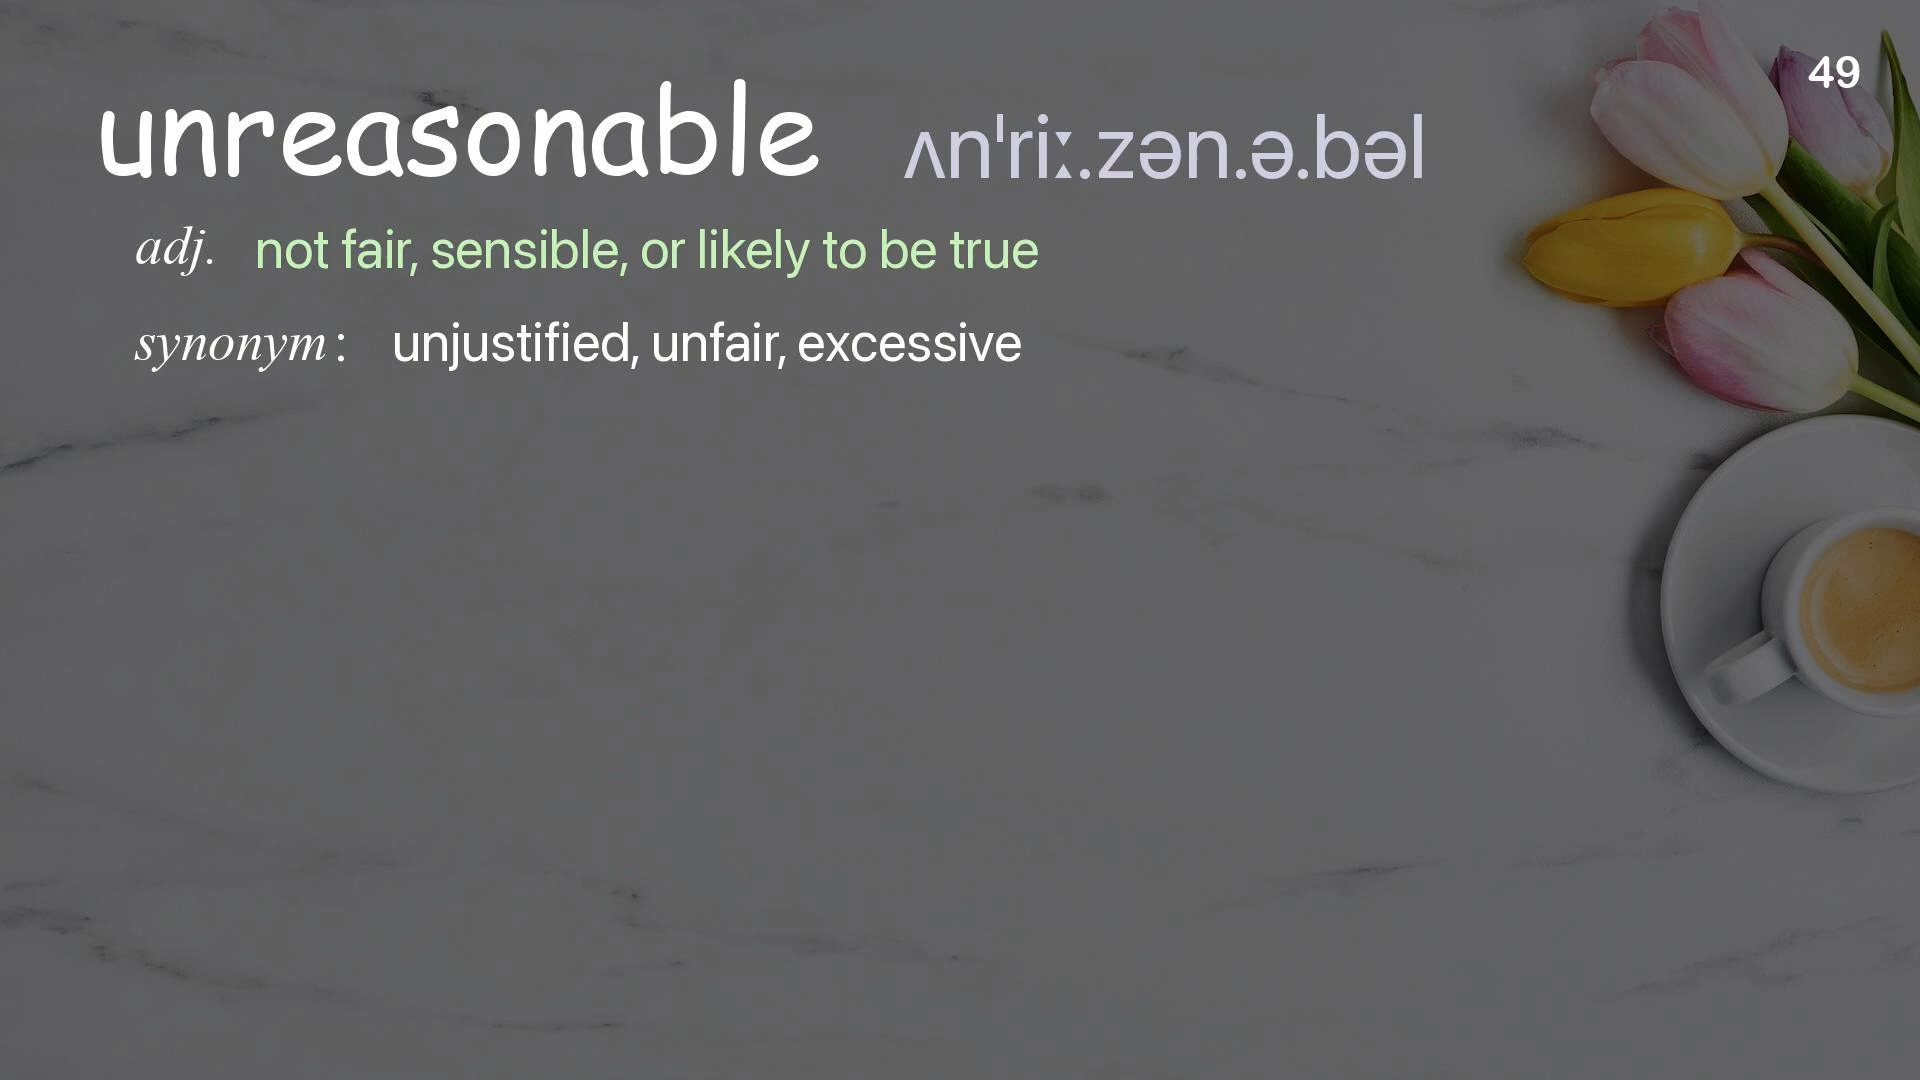 49
unreasonable ʌnˈriː.zən.ə.bəl
adj. not fair, sensible, or likely to be true
synonym: unjustified, unfair, excessive